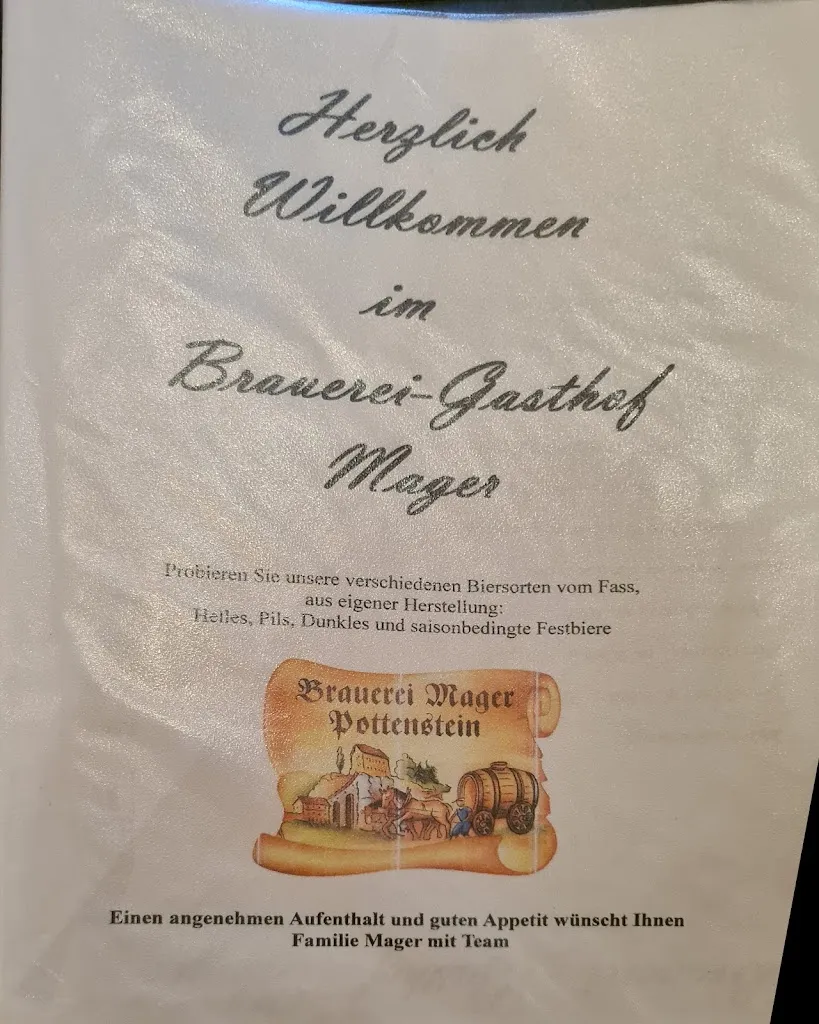 Herzlich
Willkommen
im
Brauerei-Gasthof
Mager
Probieren Sie unsere verschiedenen Biersorten vom Fass,
aus eigener Herstellung:
Helles, Pils, Dunkles und saisonbedingte Festbiere
Brauerei Mager
Pottenstein
Einen angenehmen Aufenthalt und guten Appetit wünscht Ihnen
Familie Mager mit Team